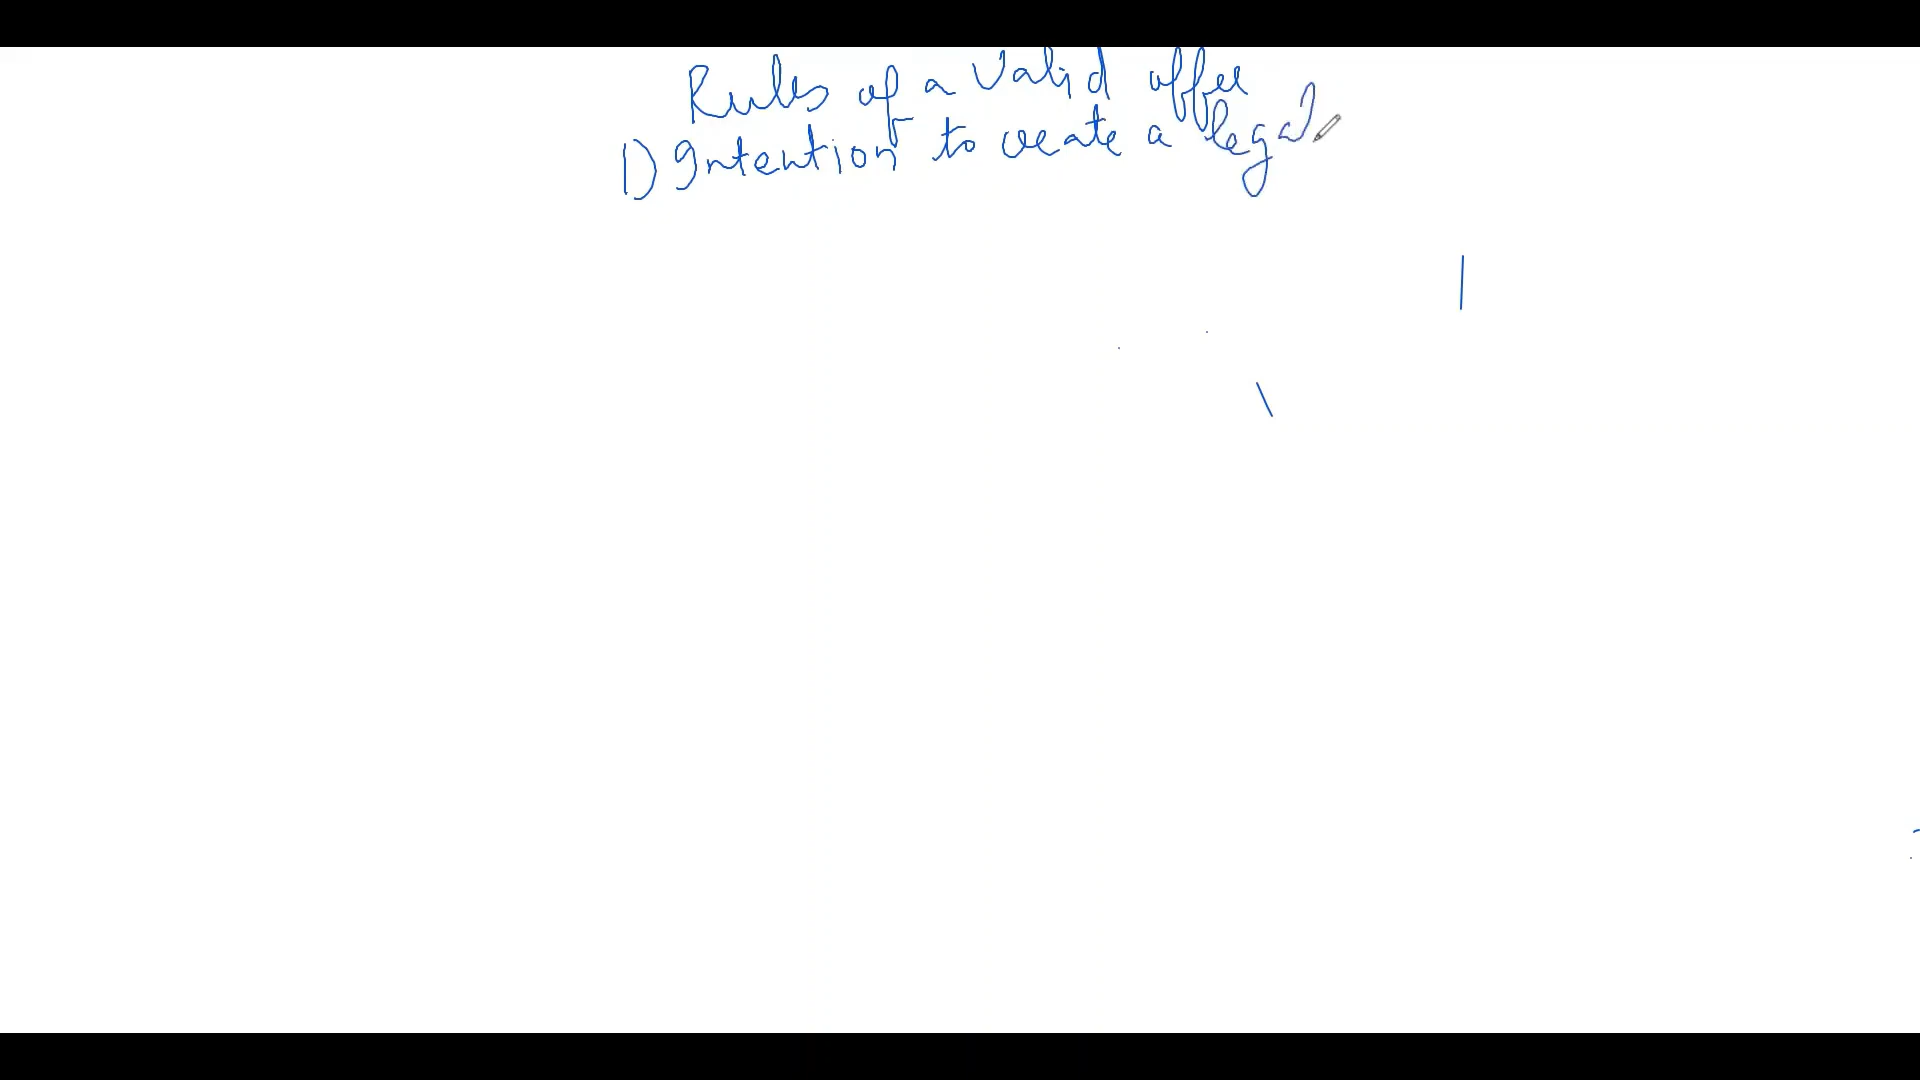 Rules of a Valid offer
1) Intention to create a legal